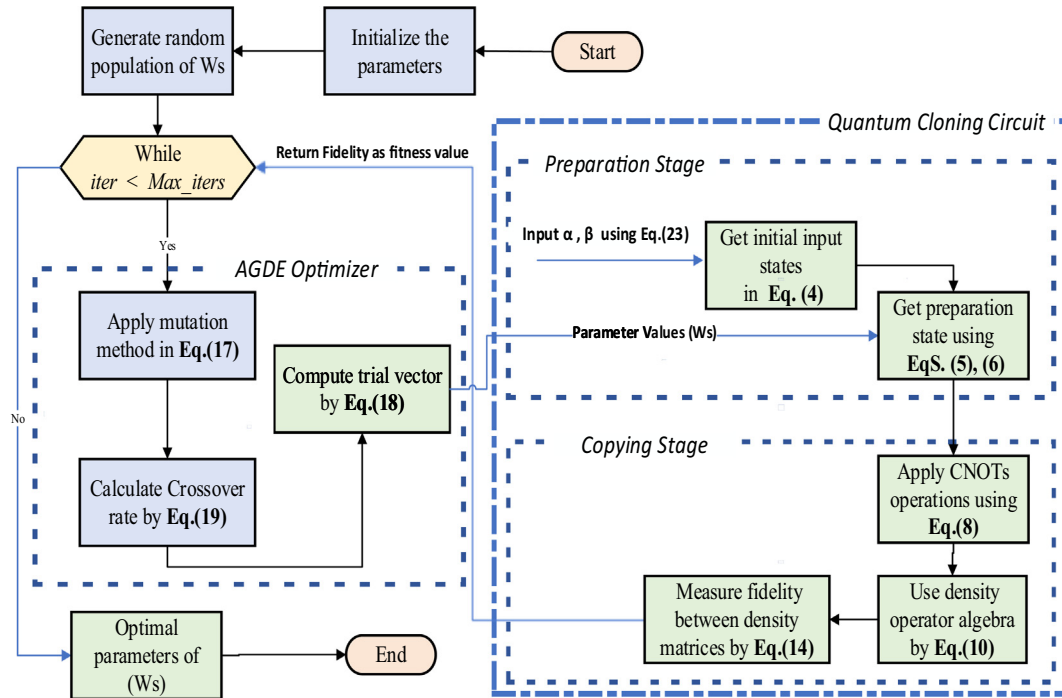 Generate random
population of Ws
Initialize the
parameters
Start
Quantum Cloning Circuit
While
iter < Max_iters
Return Fidelity as fitness value
Preparation Stage
Input α , β using Eq.(23)
Get initial input
states
in Eq. (4)
Yes
AGDE Optimizer
Apply mutation
method in Eq.(17)
Parameter Values (Ws)
Get preparation
state using
EqS. (5), (6)
Compute trial vector
by Eq.(18)
No
Copying Stage
Calculate Crossover
rate by Eq.(19)
Apply CNOTs
operations using
Eq.(8)
Measure fidelity
between density
matrices by Eq.(14)
Use density
operator algebra
by Eq.(10)
Optimal
parameters of
(Ws)
End